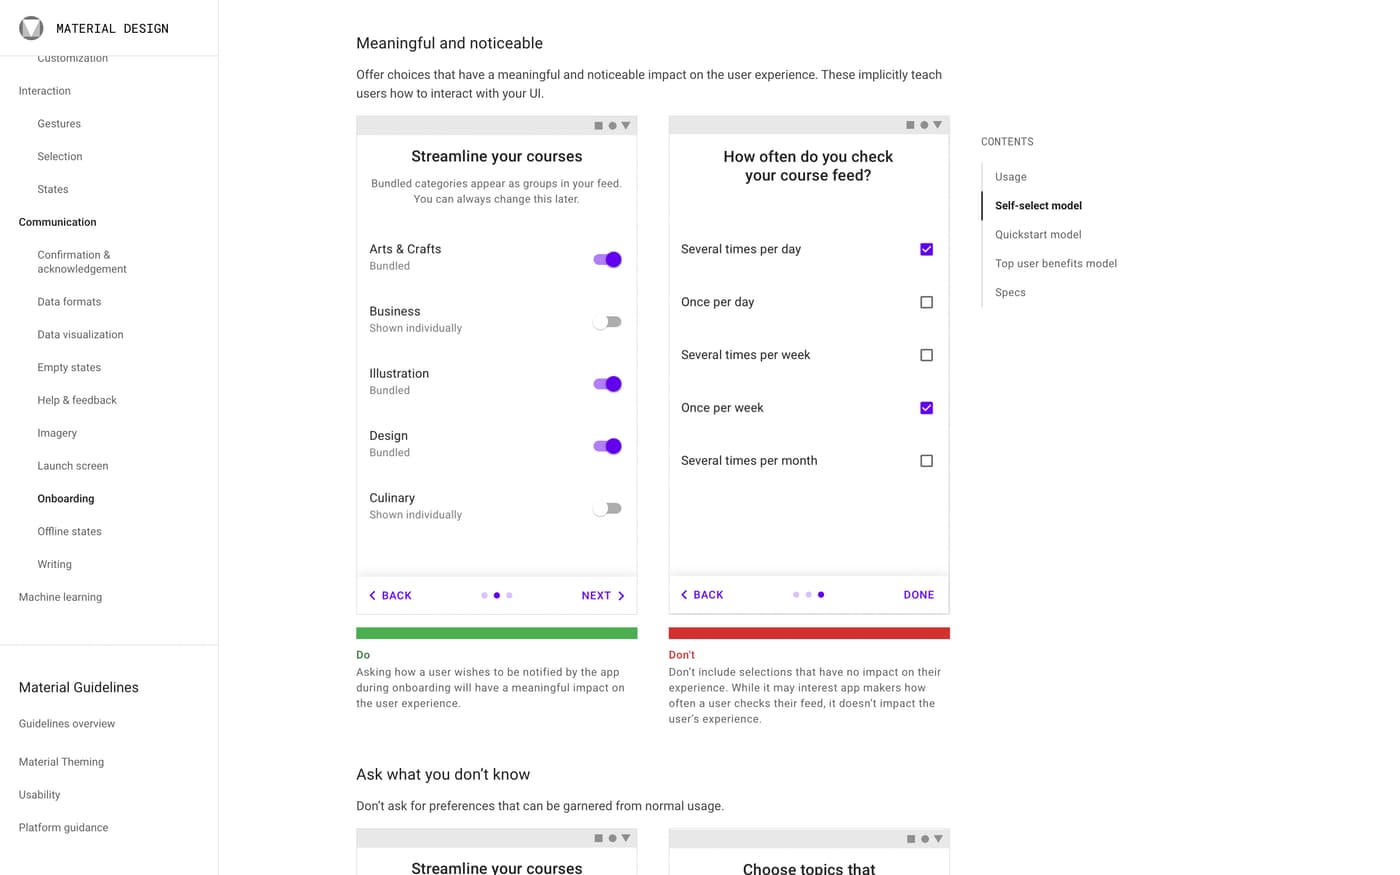 MATERIAL DESIGN
Customization
Interaction
Gestures
Selection
States
Communication
Confirmation &
acknowledgement
Data formats
Data visualization
Empty states
Help & feedback
Imagery
Launch screen
Onboarding
Offline states
Writing
Machine learning
Material Guidelines
Guidelines overview
Material Theming
Usability
Platform guidance
Meaningful and noticeable
Offer choices that have a meaningful and noticeable impact on the user experience. These implicitly teach
users how to interact with your UI.
Streamline your courses
Bundled categories appear as groups in your feed.
You can always change this later.
Arts & Crafts
Bundled
Business
Shown individually
Illustration
Bundled
Design
Bundled
Culinary
Shown individually
BACK
NEXT
Do
Asking how a user wishes to be notified by the app
during onboarding will have a meaningful impact on
the user experience.
How often do you check
your course feed?
Several times per day
Once per day
Several times per week
Once per week
Several times per month
BACK
DONE
Don't
Don’t include selections that have no impact on their
experience. While it may interest app makers how
often a user checks their feed, it doesn’t impact the
user’s experience.
Ask what you don’t know
Don’t ask for preferences that can be garnered from normal usage.
Streamline your courses
Choose topics that
CONTENTS
Usage
Self-select model
Quickstart model
Top user benefits model
Specs